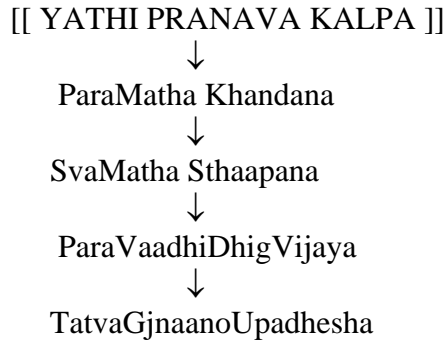 [[ YATHI PRANAVA KALPA ]]
↓
ParaMatha Khandana
↓
SvaMatha Sthaapana
↓
ParaVaadhiDhigVijaya
↓
TatvaGjnaanoUpadhesha